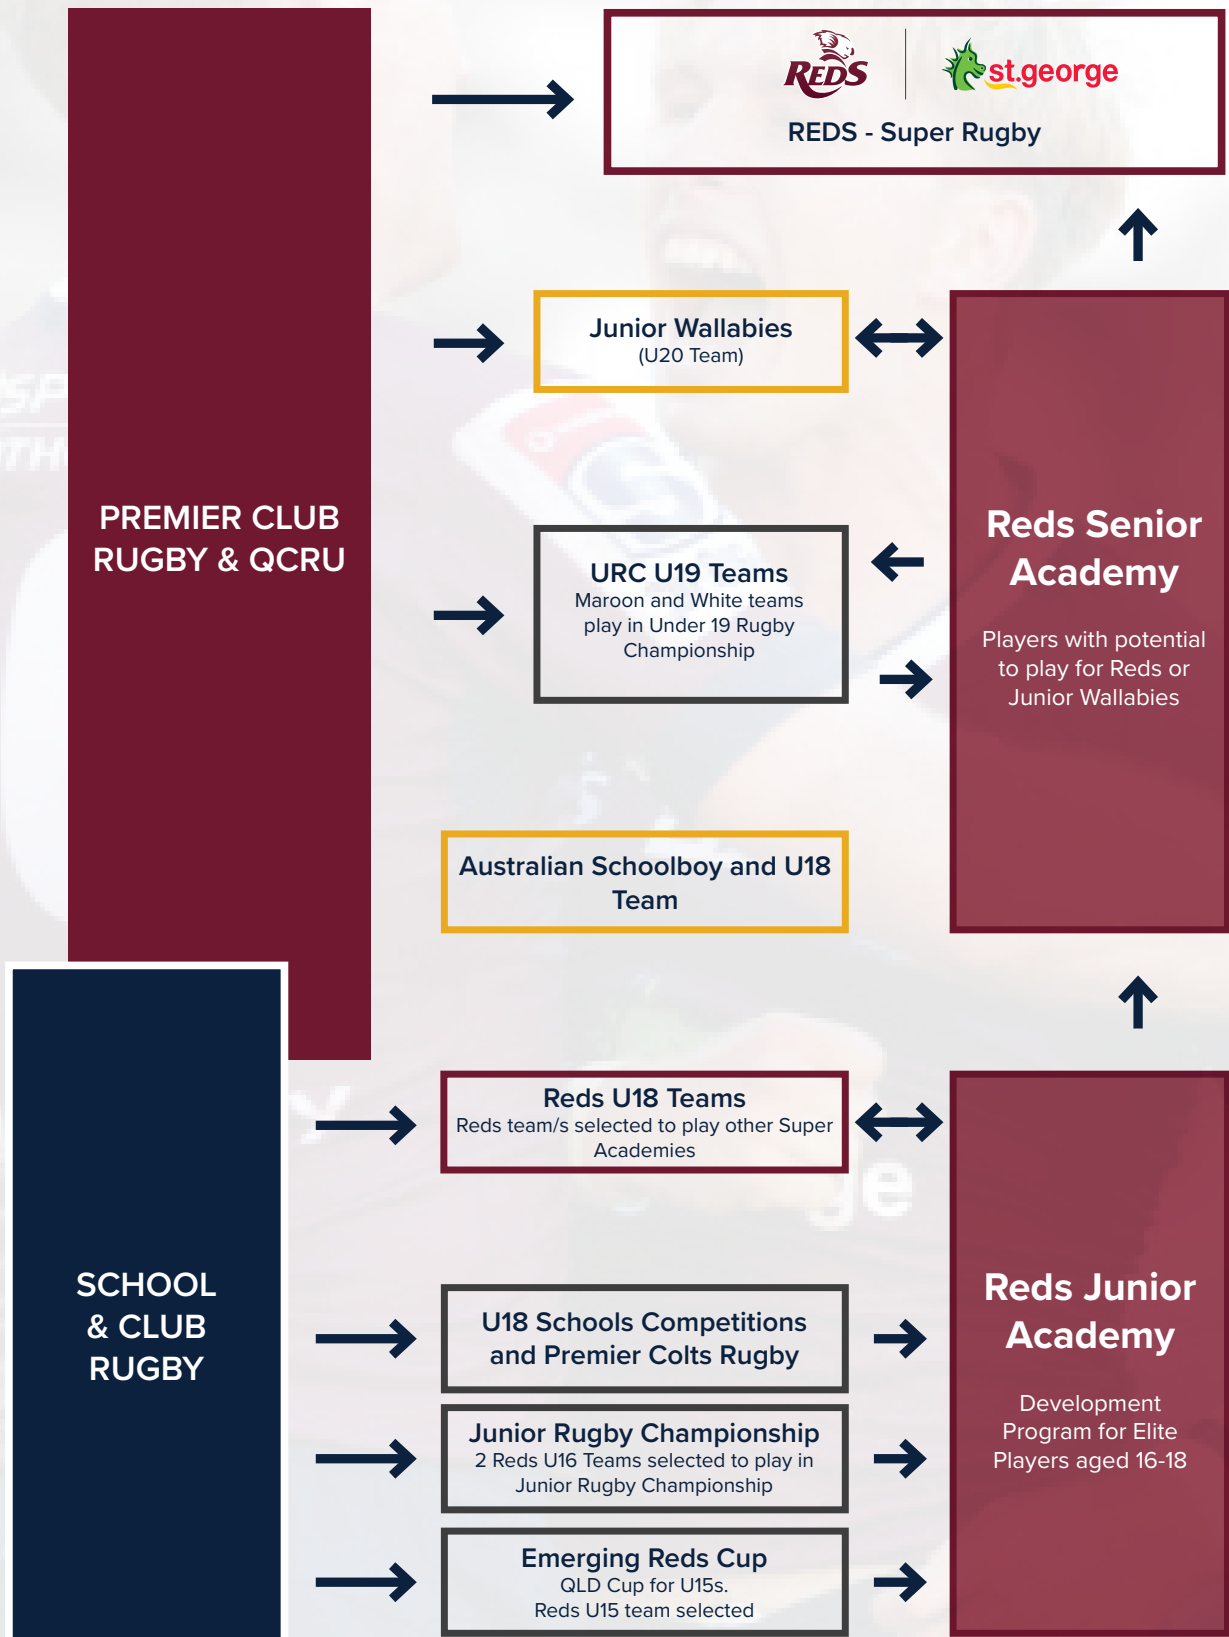 REDS
st.george
REDS - Super Rugby
Junior Wallabies
(U20 Team)
PREMIER CLUB
RUGBY & QCRU
URC U19 Teams
Maroon and White teams
play in Under 19 Rugby
Championship
Reds Senior
Academy
Players with potential
to play for Reds or
Junior Wallabies
Australian Schoolboy and U18
Team
Reds U18 Teams
Reds team/s selected to play other Super
Academies
SCHOOL
& CLUB
RUGBY
U18 Schools Competitions
and Premier Colts Rugby
Junior Rugby Championship
2 Reds U16 Teams selected to play in
Junior Rugby Championship
Emerging Reds Cup
QLD Cup for U15s.
Reds U15 team selected
Reds Junior
Academy
Development
Program for Elite
Players aged 16-18